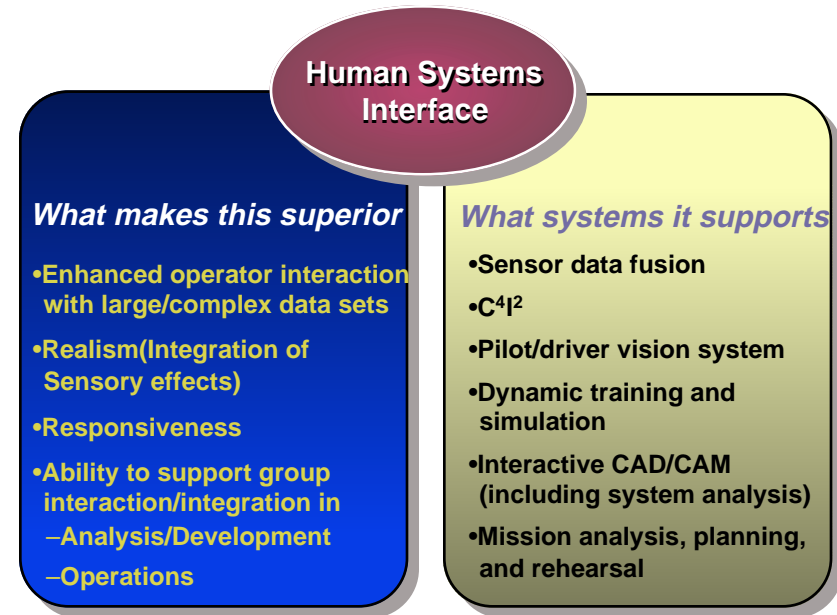 Human Systems
Interface
What makes this superior
•Enhanced operator interaction
with large/complex data sets
•Realism(Integration of
Sensory effects)
•Responsiveness
•Ability to support group
interaction/integration in
–Analysis/Development
–Operations
What systems it supports
•Sensor data fusion
•C⁴I²
•Pilot/driver vision system
•Dynamic training and
simulation
•Interactive CAD/CAM
(including system analysis)
•Mission analysis, planning,
and rehearsal